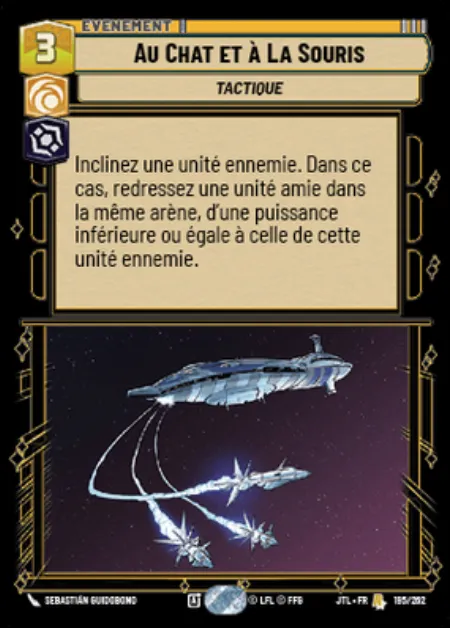 EVENEMENT
3
AU CHAT ET À LA SOURIS
TACTIQUE
Inclinez une unité ennemie. Dans ce
cas, redressez une unité amie dans
la même arène, d’une puissance
inférieure ou égale à celle de cette
unité ennemie.
SEBASTIÁN GUIDOBONO
© LFL © FFG
JTL • FR
195/262